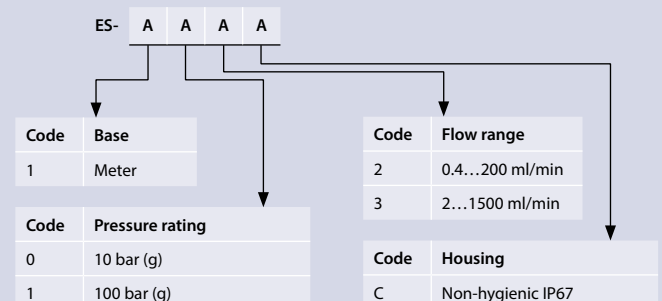 ES- A A A A
Code Base
1 Meter
Code Pressure rating
0 10 bar (g)
1 100 bar (g)
Code Flow range
2 0.4…200 ml/min
3 2…1500 ml/min
Code Housing
C Non-hygienic IP67